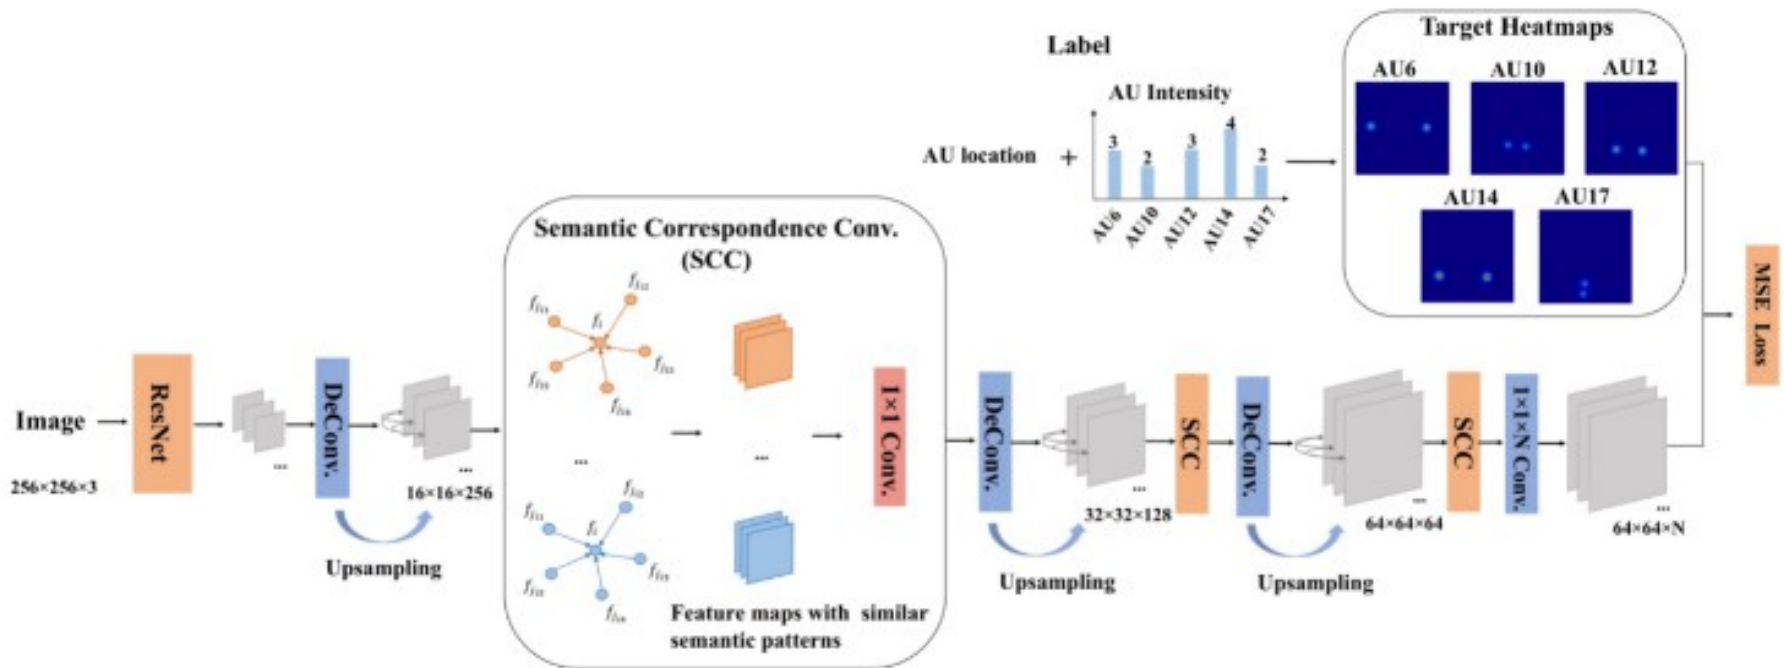 Target Heatmaps
Label
AU6
AU10
AU12
AU Intensity
AU location
+
3
2
3
4
2
AU6
AU10
AU12
AU14
AU17
AU14
AU17
MSE Loss
Semantic Correspondence Conv.
(SCC)
Image
256×256×3
ResNet
...
DeConv.
...
16×16×256
Upsampling
...
...
1×1 Conv.
Feature maps with similar
semantic patterns
DeConv.
...
32×32×128
Upsampling
SCC
DeConv.
...
64×64×64
Upsampling
SCC
1×1×N Conv.
...
64×64×N